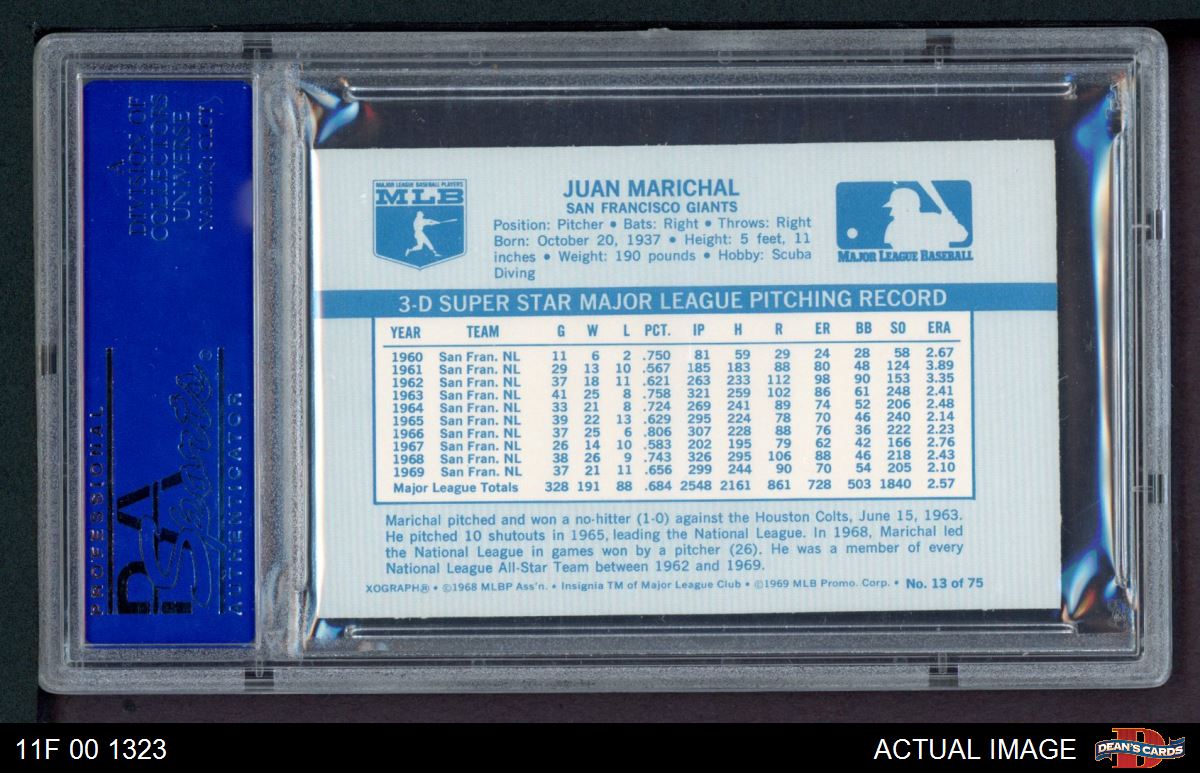 A
DIVISION OF
COLLECTORS
UNIVERSE
NASDAQ: CLCT
PROFESSIONAL
PSA
Sports
AUTHENTICATOR
MAJOR LEAGUE BASEBALL PLAYERS
MLB
JUAN MARICHAL
SAN FRANCISCO GIANTS
Position: Pitcher • Bats: Right • Throws: Right
Born: October 20, 1937 • Height: 5 feet, 11
inches • Weight: 190 pounds • Hobby: Scuba
Diving
MAJOR LEAGUE BASEBALL
3-D SUPER STAR MAJOR LEAGUE PITCHING RECORD
YEAR TEAM G W L PCT. IP H R ER BB SO ERA
1960 San Fran. NL 11 6 2 .750 81 59 29 24 28 58 2.67
1961 San Fran. NL 29 13 10 .567 185 183 88 80 48 124 3.89
1962 San Fran. NL 37 18 11 .621 263 233 112 98 90 153 3.35
1963 San Fran. NL 41 25 8 .758 321 259 102 86 61 248 2.41
1964 San Fran. NL 33 21 8 .724 269 241 89 74 52 206 2.48
1965 San Fran. NL 39 22 13 .629 295 224 78 70 46 240 2.14
1966 San Fran. NL 37 25 6 .806 307 228 88 76 36 222 2.23
1967 San Fran. NL 26 14 10 .583 202 195 79 62 42 166 2.76
1968 San Fran. NL 38 26 9 .743 326 295 106 88 46 218 2.43
1969 San Fran. NL 37 21 11 .656 299 244 90 70 54 205 2.10
Major League Totals 328 191 88 .684 2548 2161 861 728 503 1840 2.57
Marichal pitched and won a no-hitter (1-0) against the Houston Colts, June 15, 1963.
He pitched 10 shutouts in 1965, leading the National League. In 1968, Marichal led
the National League in games won by a pitcher (26). He was a member of every
National League All-Star Team between 1962 and 1969.
XOGRAPH® • ©1968 MLBP Ass'n. • Insignia TM of Major League Club • ©1969 MLB Promo. Corp. • No. 13 of 75
11F 00 1323
ACTUAL IMAGE
DEAN'S CARDS